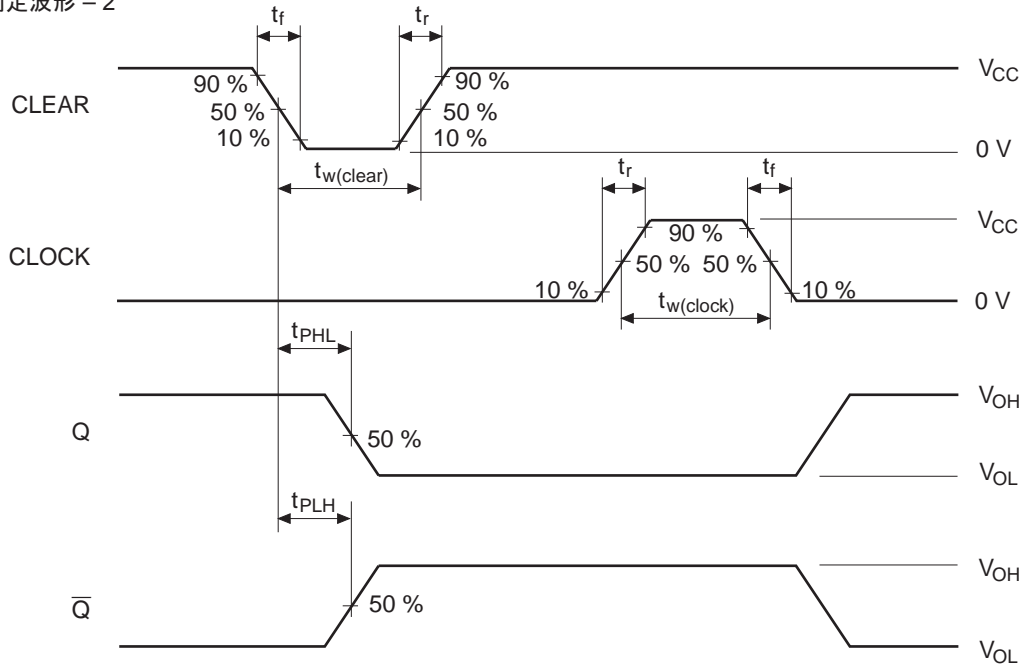 定波形 – 2
tf
tr
90 %
90 %
VCC
CLEAR
50 %
50 %
10 %
10 %
0 V
tw(clear)
tr
tf
VCC
90 %
CLOCK
50 %
50 %
10 %
10 %
0 V
tw(clock)
tPHL
VOH
Q
50 %
VOL
tPLH
VOH
Q̅
50 %
VOL